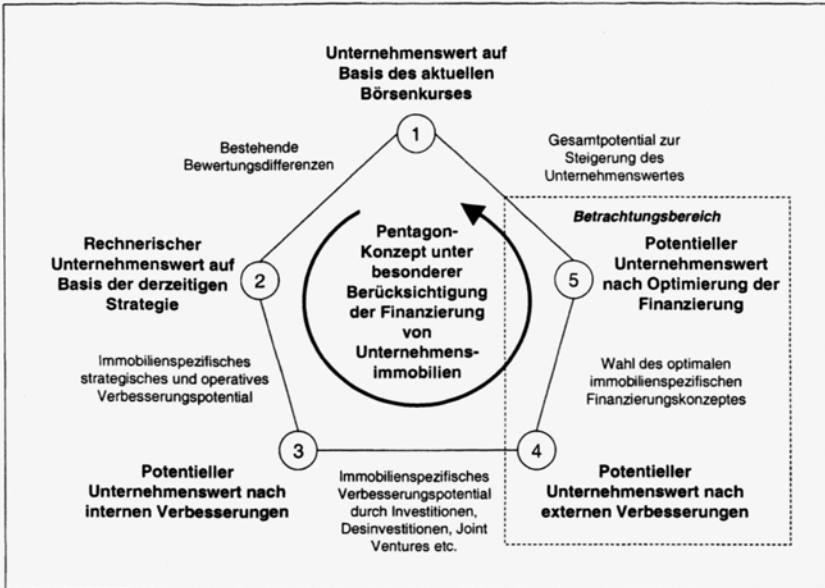 Unternehmenswert auf
Basis des aktuellen
Börsenkurses
1
Bestehende
Bewertungsdifferenzen
Gesamtpotential zur
Steigerung des
Unternehmenswertes
Betrachtungsbereich
Rechnerischer
Unternehmenswert auf
Basis der derzeitigen
Strategie
2
Pentagon-
Konzept unter
besonderer
Berücksichtigung
der Finanzierung
von
Unternehmens-
immobilien
5
Potentieller
Unternehmenswert
nach Optimierung der
Finanzierung
Immobilienspezifisches
strategisches und operatives
Verbesserungspotential
Wahl des optimalen
immobilienspezifischen
Finanzierungskonzeptes
3
4
Potentieller
Unternehmenswert nach
internen Verbesserungen
Immobilienspezifisches
Verbesserungspotential
durch Investitionen,
Desinvestitionen, Joint
Ventures etc.
Potentieller
Unternehmenswert nach
externen Verbesserungen